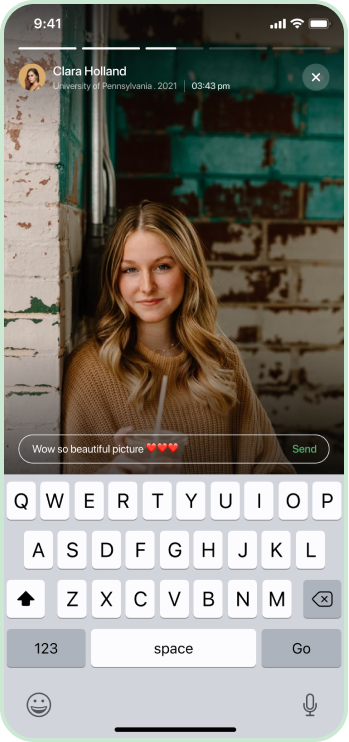 9:41
Clara Holland
University of Pennsylvania . 2021 | 03:43 pm
Wow so beautiful picture ❤️❤️❤️ Send
Q W E R T Y U I O P
A S D F G H J K L
Z X C V B N M
123 space Go